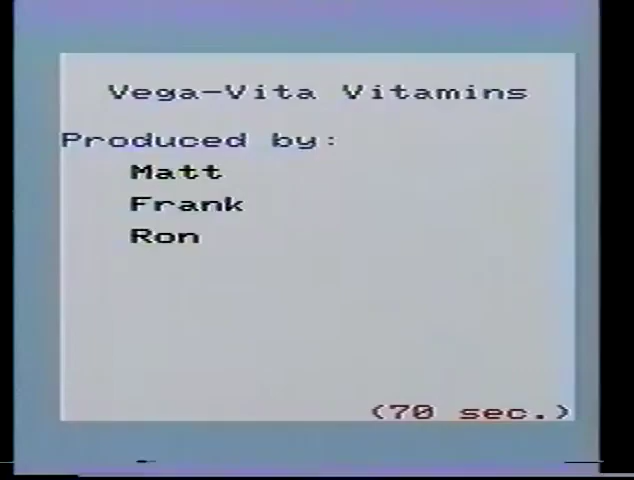 Vega-Vita Vitamins
Produced by:
Matt
Frank
Ron
(70 sec.)